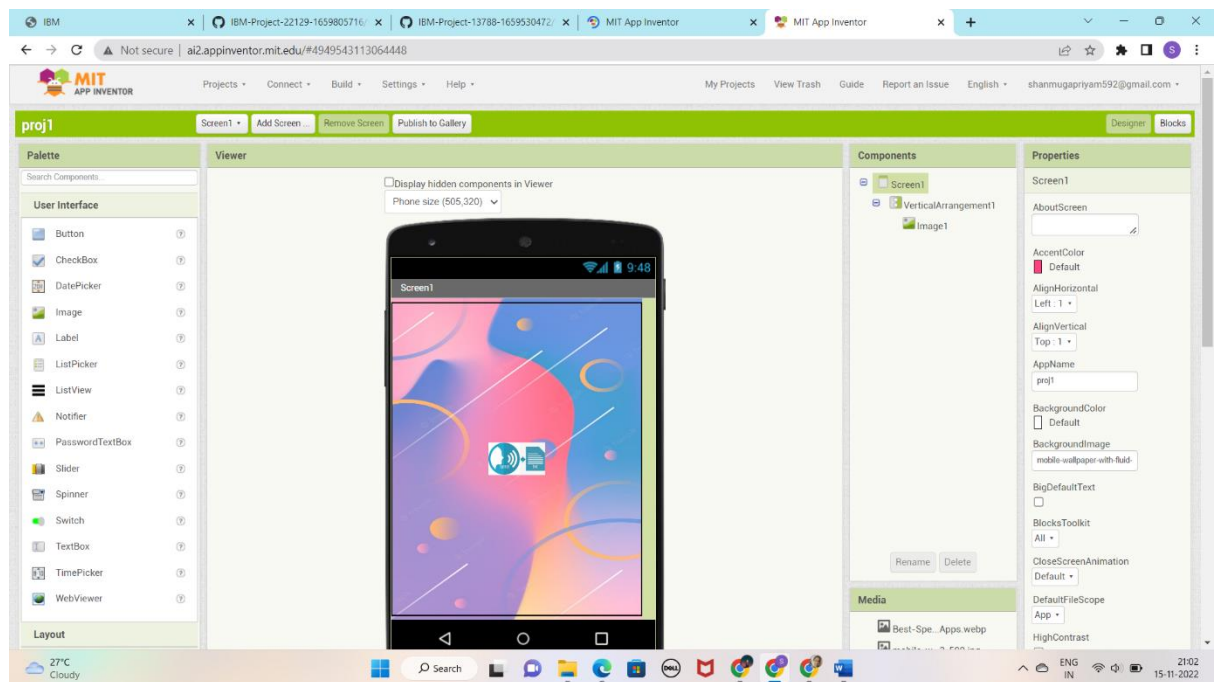 IBM
IBM-Project-22129-1659805716/
IBM-Project-13788-1659530472/
MIT App Inventor
MIT App Inventor
Not secure | ai2.appinventor.mit.edu/#4949543113064448
S
MIT
APP INVENTOR
Projects
Connect
Build
Settings
Help
My Projects
View Trash
Guide
Report an Issue
English
shanmugapriyam592@gmail.com
proj1
Screen1
Add Screen ...
Remove Screen
Publish to Gallery
Designer
Blocks
Palette
Search Components...
User Interface
Button
CheckBox
DatePicker
Image
Label
ListPicker
ListView
Notifier
PasswordTextBox
Slider
Spinner
Switch
TextBox
TimePicker
WebViewer
Layout
Viewer
Display hidden components in Viewer
Phone size (505,320)
9:48
Screen1
Components
Screen1
VerticalArrangement1
Image1
Rename
Delete
Media
Best-Spe...Apps.webp
Properties
Screen1
AboutScreen
AccentColor
Default
AlignHorizontal
Left : 1
AlignVertical
Top : 1
AppName
proj1
BackgroundColor
Default
BackgroundImage
mobile-wallpaper-with-fluid-
BigDefaultText
BlocksToolkit
All
CloseScreenAnimation
Default
DefaultFileScope
App
HighContrast
27°C
Cloudy
Search
DELL
ENG
IN
21:02
15-11-2022